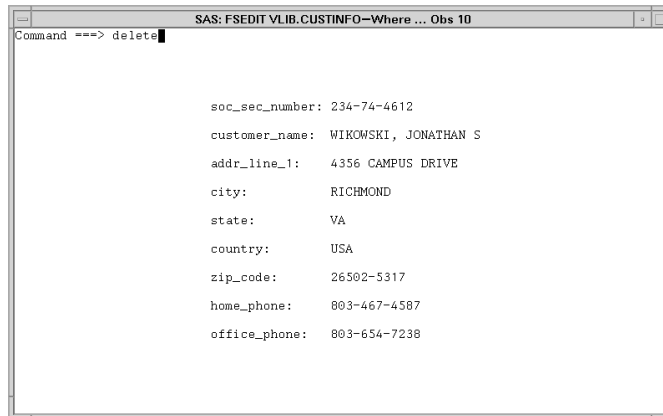 SAS: FSEDIT VLIB.CUSTINFO—Where ... Obs 10
Command ===> delete
soc_sec_number: 234-74-4612
customer_name: WIKOWSKI, JONATHAN S
addr_line_1: 4356 CAMPUS DRIVE
city: RICHMOND
state: VA
country: USA
zip_code: 26502-5317
home_phone: 803-467-4587
office_phone: 803-654-7238